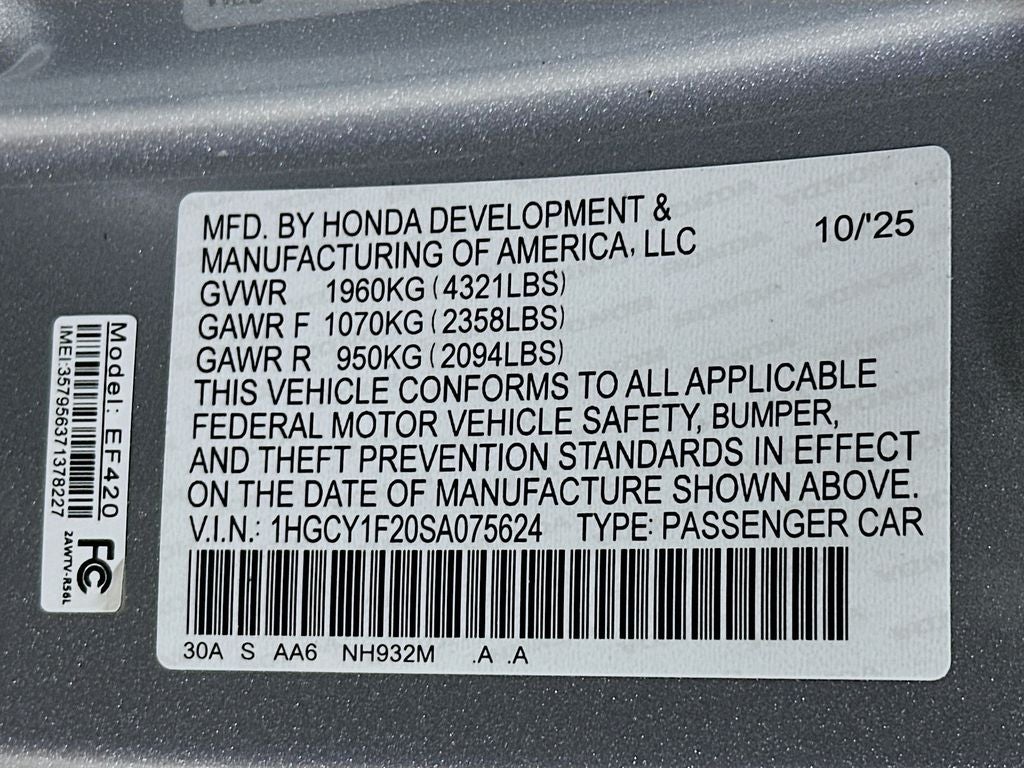 MFD. BY HONDA DEVELOPMENT &
MANUFACTURING OF AMERICA, LLC
10/'25
GVWR 1960KG (4321LBS)
GAWR F 1070KG (2358LBS)
GAWR R 950KG (2094LBS)
THIS VEHICLE CONFORMS TO ALL APPLICABLE
FEDERAL MOTOR VEHICLE SAFETY, BUMPER,
AND THEFT PREVENTION STANDARDS IN EFFECT
ON THE DATE OF MANUFACTURE SHOWN ABOVE.
V.I.N.: 1HGCY1F20SA075624 TYPE: PASSENGER CAR
30A S AA6 NH932M .A .A
Model: EF420
IMEI:357956371378227
FC
2AWTV-R56L